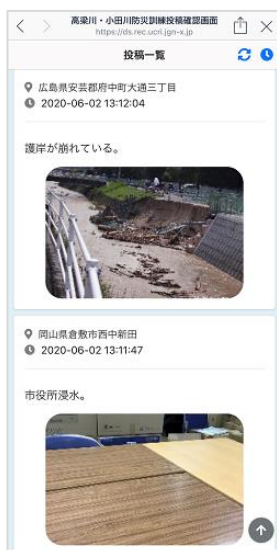 高梁川・小田川防災訓練投稿確認画面
https://ds.rec.ucri.jgn-x.jp
投稿一覧
広島県安芸郡府中町大通三丁目
2020-06-02 13:12:04
護岸が崩れている。
岡山県倉敷市西中新田
2020-06-02 13:11:47
市役所浸水。